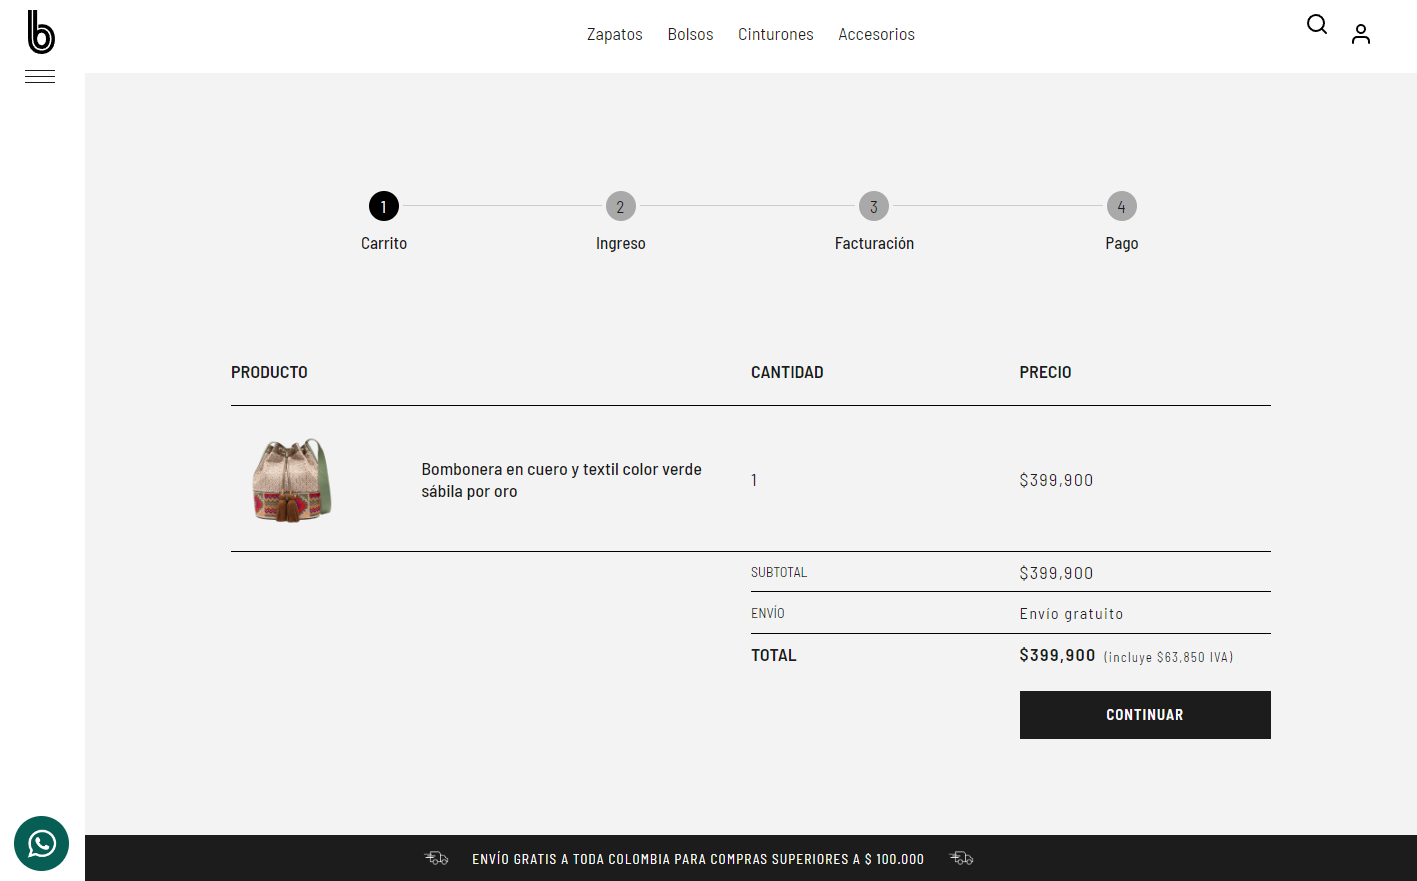 b
Zapatos Bolsos Cinturones Accesorios
1 2 3 4
Carrito Ingreso Facturación Pago
PRODUCTO CANTIDAD PRECIO
Bombonera en cuero y textil color verde
sábila por oro
1 $399,900
SUBTOTAL $399,900
ENVÍO Envío gratuito
TOTAL $399,900 (incluye $63,850 IVA)
CONTINUAR
ENVÍO GRATIS A TODA COLOMBIA PARA COMPRAS SUPERIORES A $ 100.000